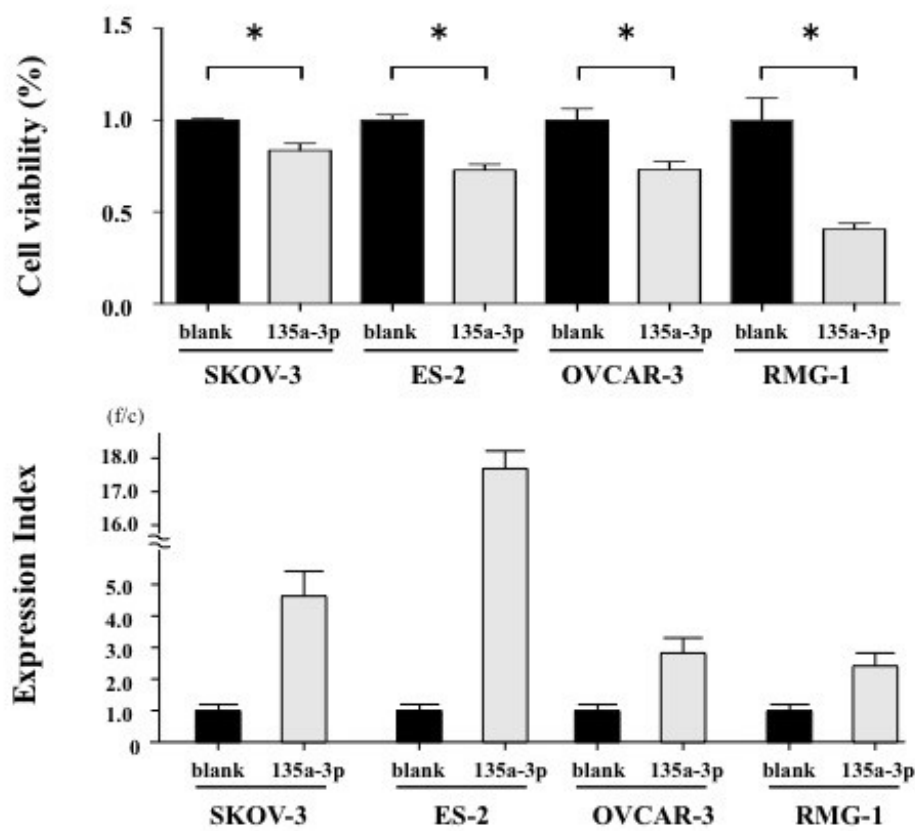 Cell viability (%)
1.5
* * * *
1.0
0.5
0.0
blank 135a-3p blank 135a-3p blank 135a-3p blank 135a-3p
SKOV-3 ES-2 OVCAR-3 RMG-1
Expression Index
(f/c)
18.0
17.0
16.0
5.0
4.0
3.0
2.0
1.0
0
blank 135a-3p blank 135a-3p blank 135a-3p blank 135a-3p
SKOV-3 ES-2 OVCAR-3 RMG-1